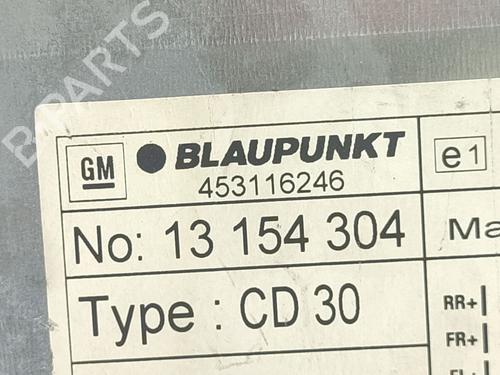 B-PARTS
GM BLAUPUNKT
453116246
e1
No: 13 154 304
Ma
Type : CD 30
RR+
FR+